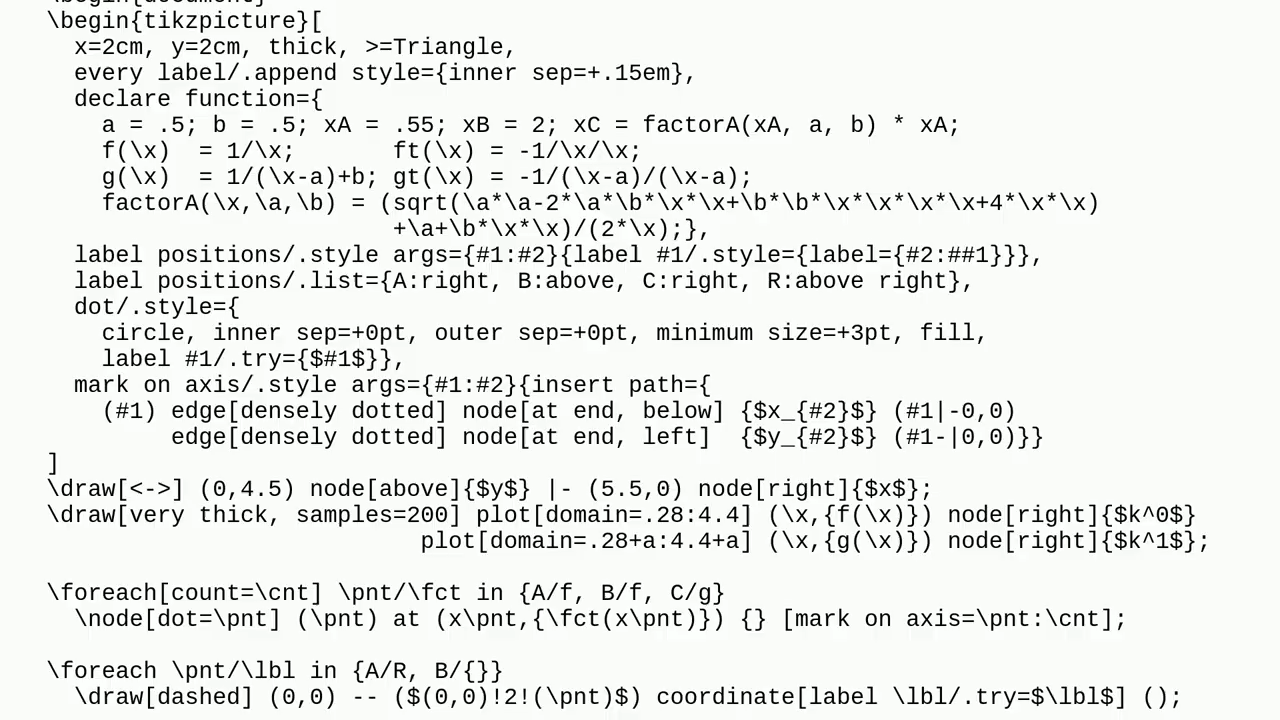 \begin{document}
\begin{tikzpicture}[
  x=2cm, y=2cm, thick, >=Triangle,
  every label/.append style={inner sep=+.15em},
  declare function={
    a = .5; b = .5; xA = .55; xB = 2; xC = factorA(xA, a, b) * xA;
    f(\x)  = 1/\x;       ft(\x) = -1/\x/\x;
    g(\x)  = 1/(\x-a)+b; gt(\x) = -1/(\x-a)/(\x-a);
    factorA(\x,\a,\b) = (sqrt(\a*\a-2*\a*\b*\x*\x+\b*\b*\x*\x*\x*\x+4*\x*\x)
                         +\a+\b*\x*\x)/(2*\x);},
  label positions/.style args={#1:#2}{label #1/.style={label={#2:##1}}},
  label positions/.list={A:right, B:above, C:right, R:above right},
  dot/.style={
    circle, inner sep=+0pt, outer sep=+0pt, minimum size=+3pt, fill,
    label #1/.try={$#1$}},
  mark on axis/.style args={#1:#2}{insert path={
    (#1) edge[densely dotted] node[at end, below] {$x_{#2}$} (#1|-0,0)
         edge[densely dotted] node[at end, left]  {$y_{#2}$} (#1-|0,0)}}
]
\draw[<->] (0,4.5) node[above]{$y$} |- (5.5,0) node[right]{$x$};
\draw[very thick, samples=200] plot[domain=.28:4.4] (\x,{f(\x)}) node[right]{$k^0$}
                           plot[domain=.28+a:4.4+a] (\x,{g(\x)}) node[right]{$k^1$};
\foreach[count=\cnt] \pnt/\fct in {A/f, B/f, C/g}
  \node[dot=\pnt] (\pnt) at (x\pnt,{\fct(x\pnt)}) {} [mark on axis=\pnt:\cnt];
\foreach \pnt/\lbl in {A/R, B/{}}
  \draw[dashed] (0,0) -- ($(0,0)!2!(\pnt)$) coordinate[label \lbl/.try=$\lbl$] ();